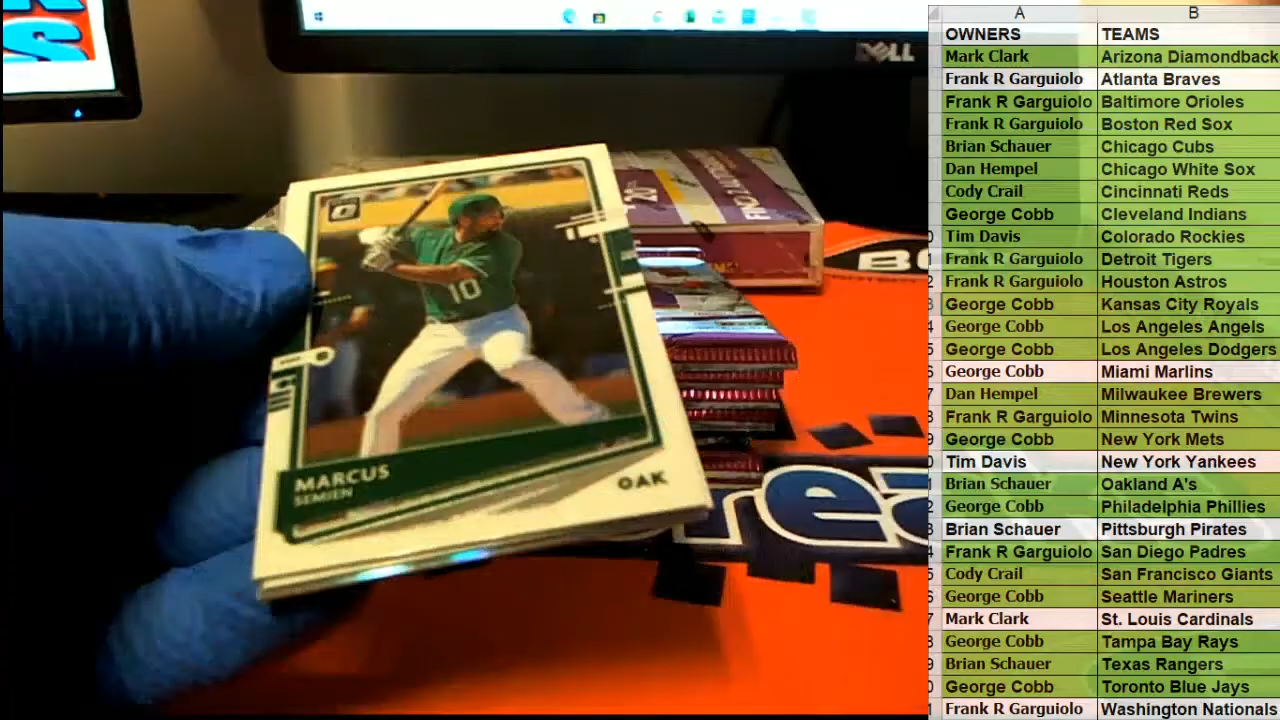 DELL
10
MARCUS
SEMIEN
OAK
A B
OWNERS TEAMS
Mark Clark Arizona Diamondback
Frank R Garguiolo Atlanta Braves
Frank R Garguiolo Baltimore Orioles
Frank R Garguiolo Boston Red Sox
Brian Schauer Chicago Cubs
Dan Hempel Chicago White Sox
Cody Crail Cincinnati Reds
George Cobb Cleveland Indians
Tim Davis Colorado Rockies
Frank R Garguiolo Detroit Tigers
Frank R Garguiolo Houston Astros
George Cobb Kansas City Royals
George Cobb Los Angeles Angels
George Cobb Los Angeles Dodgers
George Cobb Miami Marlins
Dan Hempel Milwaukee Brewers
Frank R Garguiolo Minnesota Twins
George Cobb New York Mets
Tim Davis New York Yankees
Brian Schauer Oakland A's
George Cobb Philadelphia Phillies
Brian Schauer Pittsburgh Pirates
Frank R Garguiolo San Diego Padres
Cody Crail San Francisco Giants
George Cobb Seattle Mariners
Mark Clark St. Louis Cardinals
George Cobb Tampa Bay Rays
Brian Schauer Texas Rangers
George Cobb Toronto Blue Jays
Frank R Garguiolo Washington Nationals